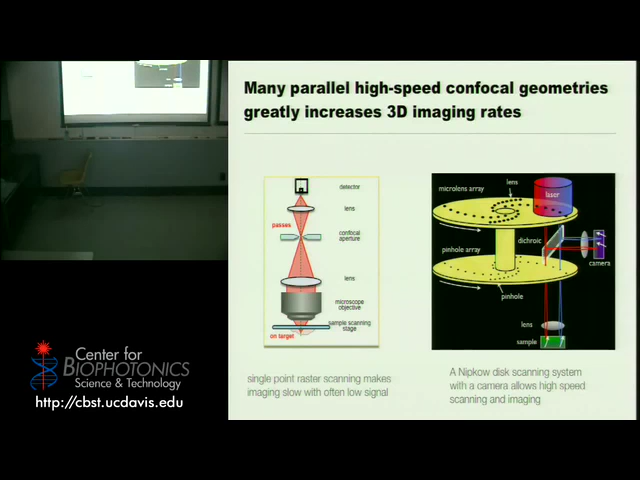 Many parallel high-speed confocal geometries
greatly increases 3D imaging rates
detector
lens
passes
confocal
aperture
lens
microscope
objective
sample scanning
stage
on target
single point raster scanning makes
imaging slow with often low signal
lens
microlens array
laser
dichroic
pinhole array
camera
pinhole
lens
sample
A Nipkow disk scanning system
with a camera allows high speed
scanning and imaging
Center for
BIOPHOTONICS
Science & Technology
http://cbst.ucdavis.edu